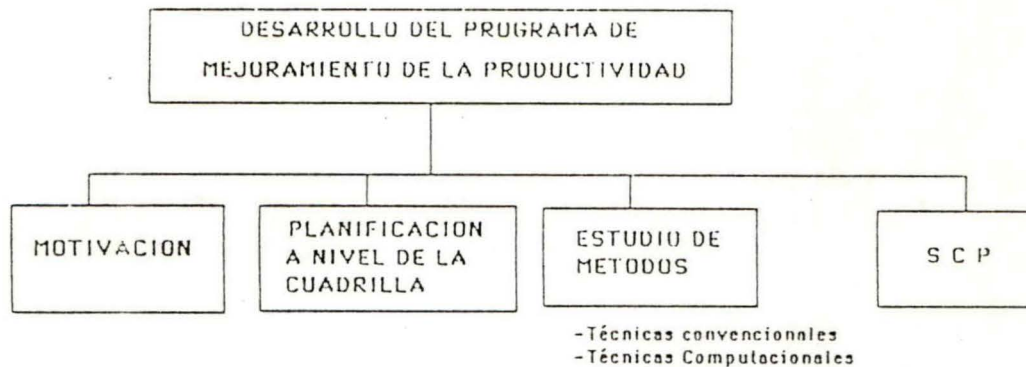 DESARROLLO DEL PROGRAMA DE
MEJORAMIENTO DE LA PRODUCTIVIDAD
MOTIVACION
PLANIFICACION
A NIVEL DE LA
CUADRILLA
ESTUDIO DE
METODOS
S C P
-Técnicas convencionales
-Técnicas Computacionales